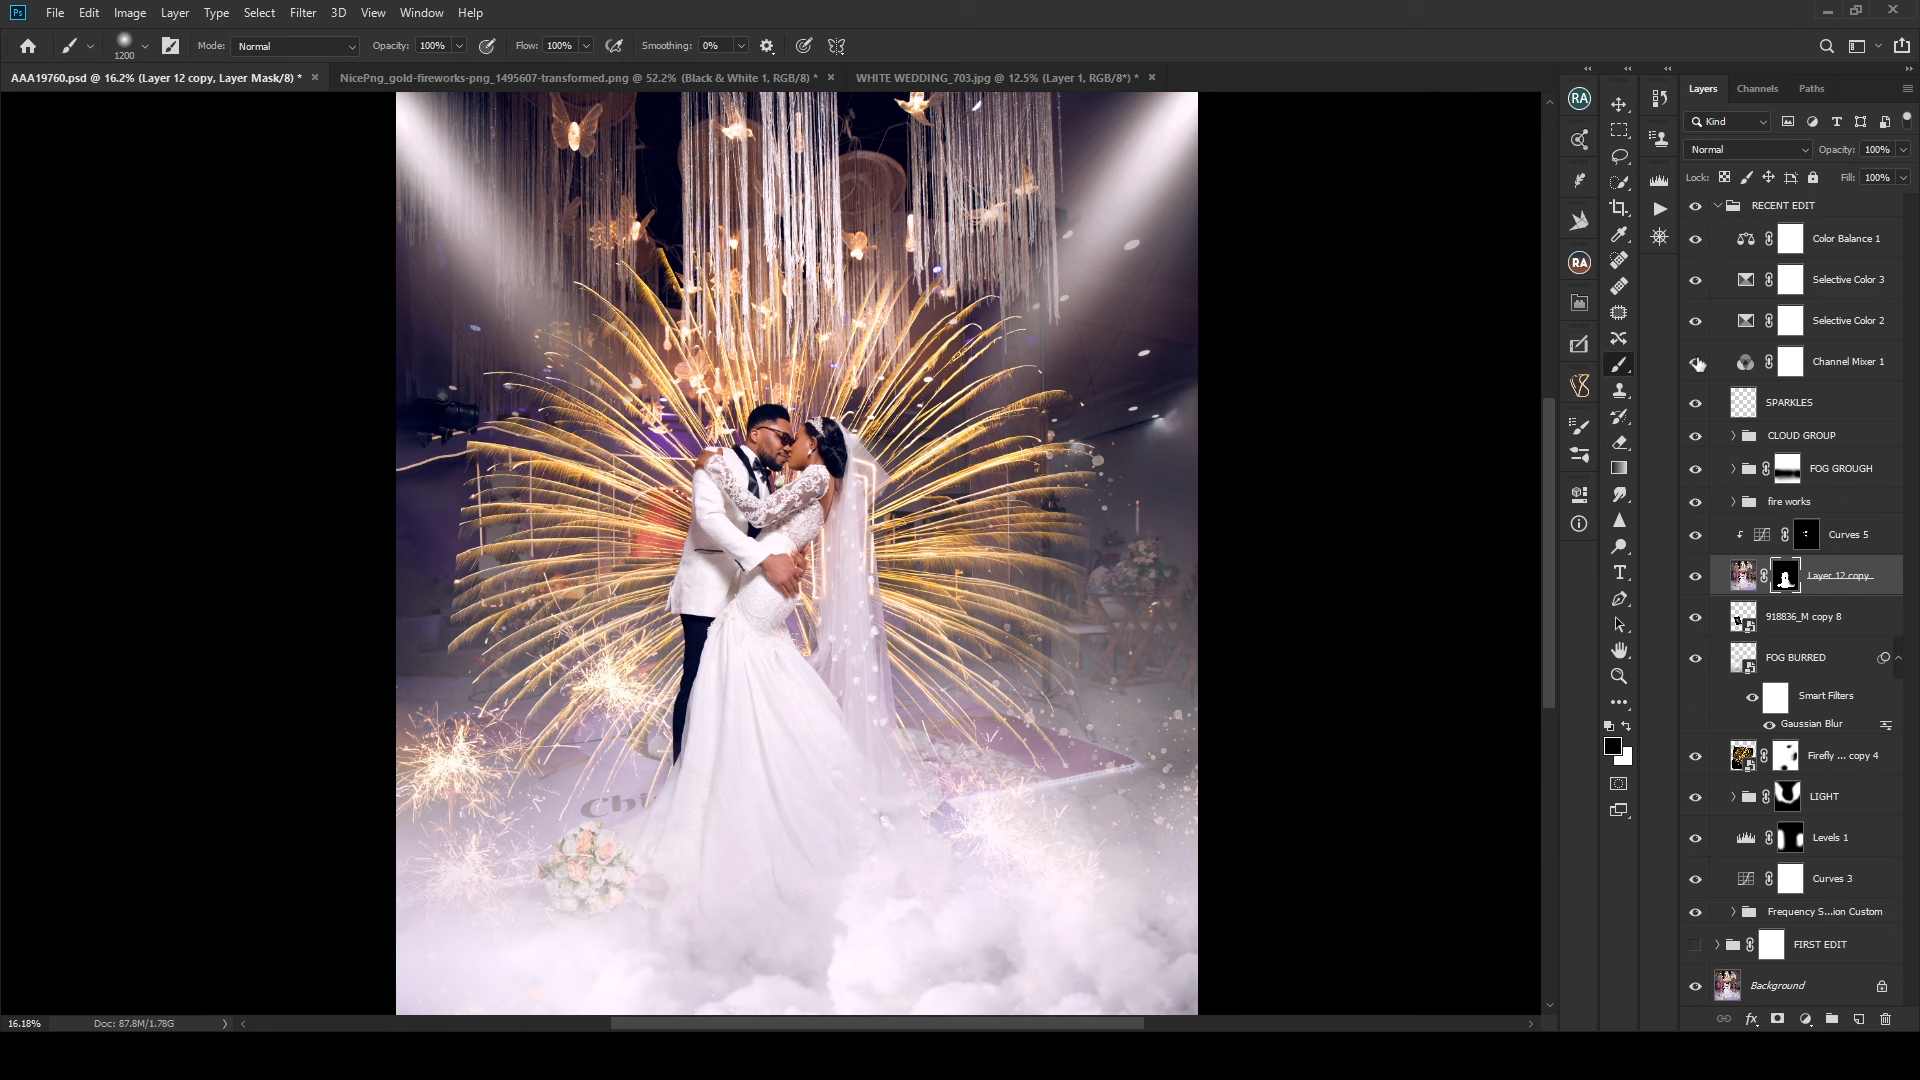 Ps File Edit Image Layer Type Select Filter 3D View Window Help
1200 Mode: Normal Opacity: 100% Flow: 100% Smoothing: 0%
AAA19760.psd @ 16.2% (Layer 12 copy, Layer Mask/8) * NicePng_gold-fireworks-png_1495607-transformed.png @ 52.2% (Black & White 1, RGB/8) * WHITE WEDDING_703.jpg @ 12.5% (Layer 1, RGB/8*) *
Layers Channels Paths
RA
Kind
Normal Opacity: 100%
Lock: Fill: 100%
RECENT EDIT
Color Balance 1
RA
Selective Color 3
Selective Color 2
Channel Mixer 1
SPARKLES
CLOUD GROUP
FOG GROUGH
fire works
Curves 5
Layer 12 copy
918836_M copy 8
FOG BURRED
Smart Filters
Gaussian Blur
Firefly ... copy 4
LIGHT
Chi
Levels 1
Curves 3
Frequency S...ion Custom
FIRST EDIT
Background
16.18% Doc: 87.8M/1.78G
fx